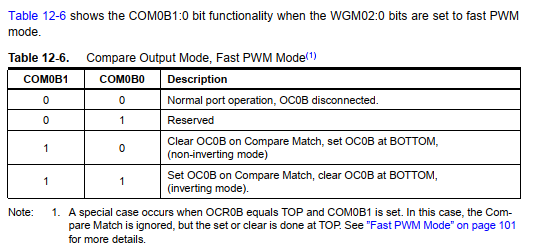 Table 12-6 shows the COM0B1:0 bit functionality when the WGM02:0 bits are set to fast PWM
mode.
Table 12-6. Compare Output Mode, Fast PWM Mode(1)
COM0B1 COM0B0 Description
0 0 Normal port operation, OC0B disconnected.
0 1 Reserved
1 0 Clear OC0B on Compare Match, set OC0B at BOTTOM,
(non-inverting mode)
1 1 Set OC0B on Compare Match, clear OC0B at BOTTOM,
(inverting mode).
Note: 1. A special case occurs when OCR0B equals TOP and COM0B1 is set. In this case, the Com-
pare Match is ignored, but the set or clear is done at TOP. See "Fast PWM Mode" on page 101
for more details.